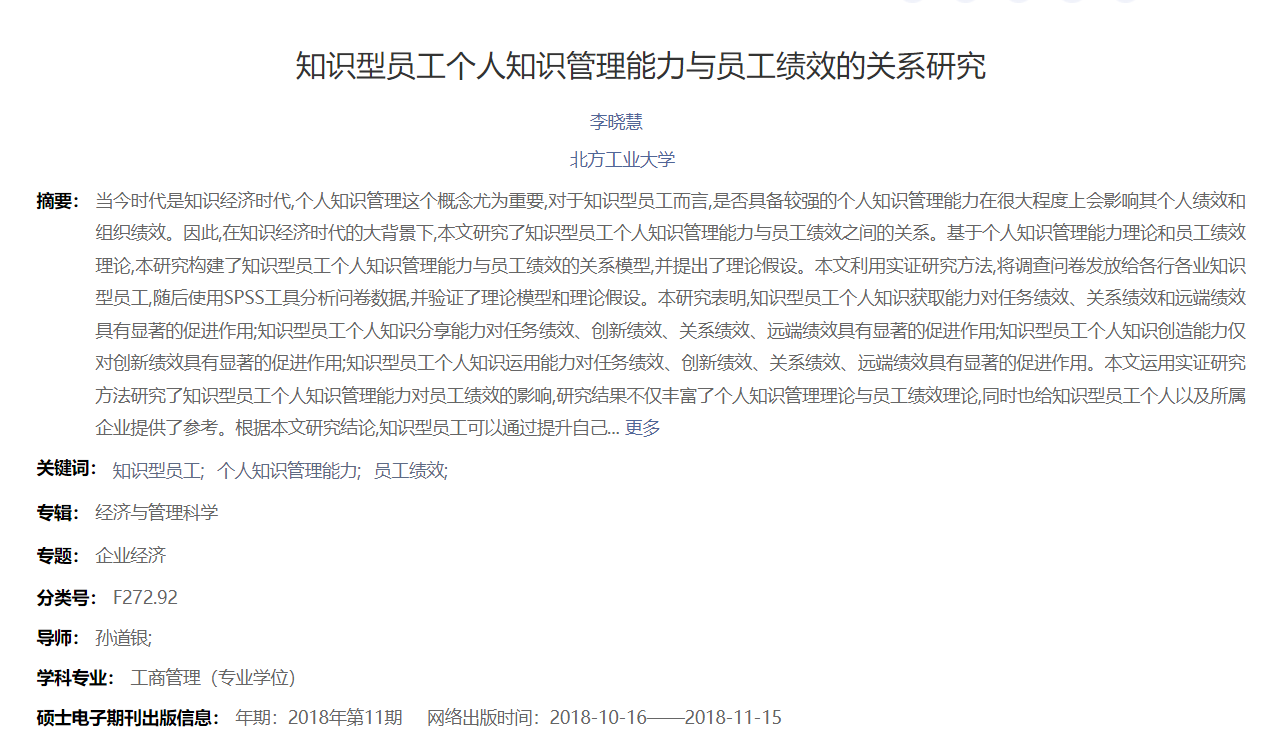 知识型员工个人知识管理能力与员工绩效的关系研究
李晓慧
北方工业大学
摘要： 当今时代是知识经济时代,个人知识管理这个概念尤为重要,对于知识型员工而言,是否具备较强的个人知识管理能力在很大程度上会影响其个人绩效和
组织绩效。因此,在知识经济时代的大背景下,本文研究了知识型员工个人知识管理能力与员工绩效之间的关系。基于个人知识管理能力理论和员工绩效
理论,本研究构建了知识型员工个人知识管理能力与员工绩效的关系模型,并提出了理论假设。本文利用实证研究方法,将调查问卷发放给各行各业知识
型员工,随后使用SPSS工具分析问卷数据,并验证了理论模型和理论假设。本研究表明,知识型员工个人知识获取能力对任务绩效、关系绩效和远端绩效
具有显著的促进作用;知识型员工个人知识分享能力对任务绩效、创新绩效、关系绩效、远端绩效具有显著的促进作用;知识型员工个人知识创造能力仅
对创新绩效具有显著的促进作用;知识型员工个人知识运用能力对任务绩效、创新绩效、关系绩效、远端绩效具有显著的促进作用。本文运用实证研究
方法研究了知识型员工个人知识管理能力对员工绩效的影响,研究结果不仅丰富了个人知识管理理论与员工绩效理论,同时也给知识型员工个人以及所属
企业提供了参考。根据本文研究结论,知识型员工可以通过提升自己... 更多
关键词： 知识型员工; 个人知识管理能力; 员工绩效;
专辑： 经济与管理科学
专题： 企业经济
分类号： F272.92
导师： 孙道银;
学科专业： 工商管理（专业学位）
硕士电子期刊出版信息： 年期：2018年第11期 网络出版时间：2018-10-16——2018-11-15